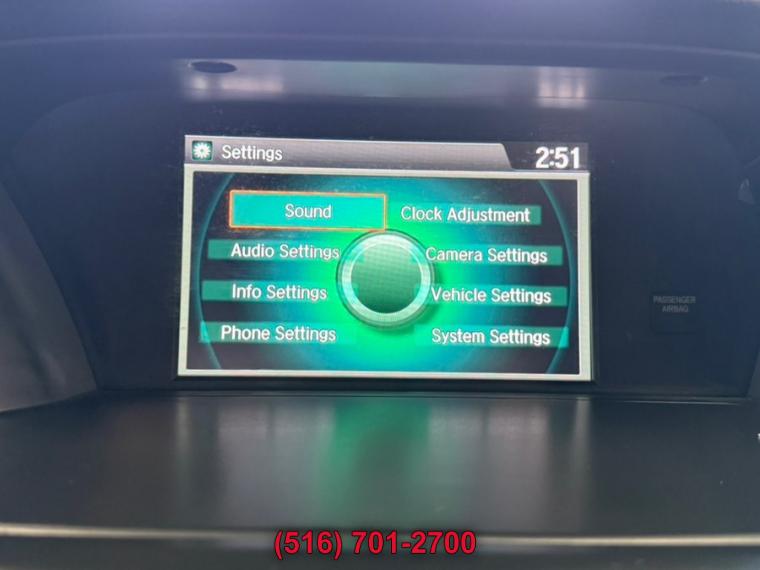 Settings
2:51
Sound
Clock Adjustment
Audio Settings
Camera Settings
Info Settings
Vehicle Settings
Phone Settings
System Settings
PASSENGER
AIRBAG
(516) 701-2700